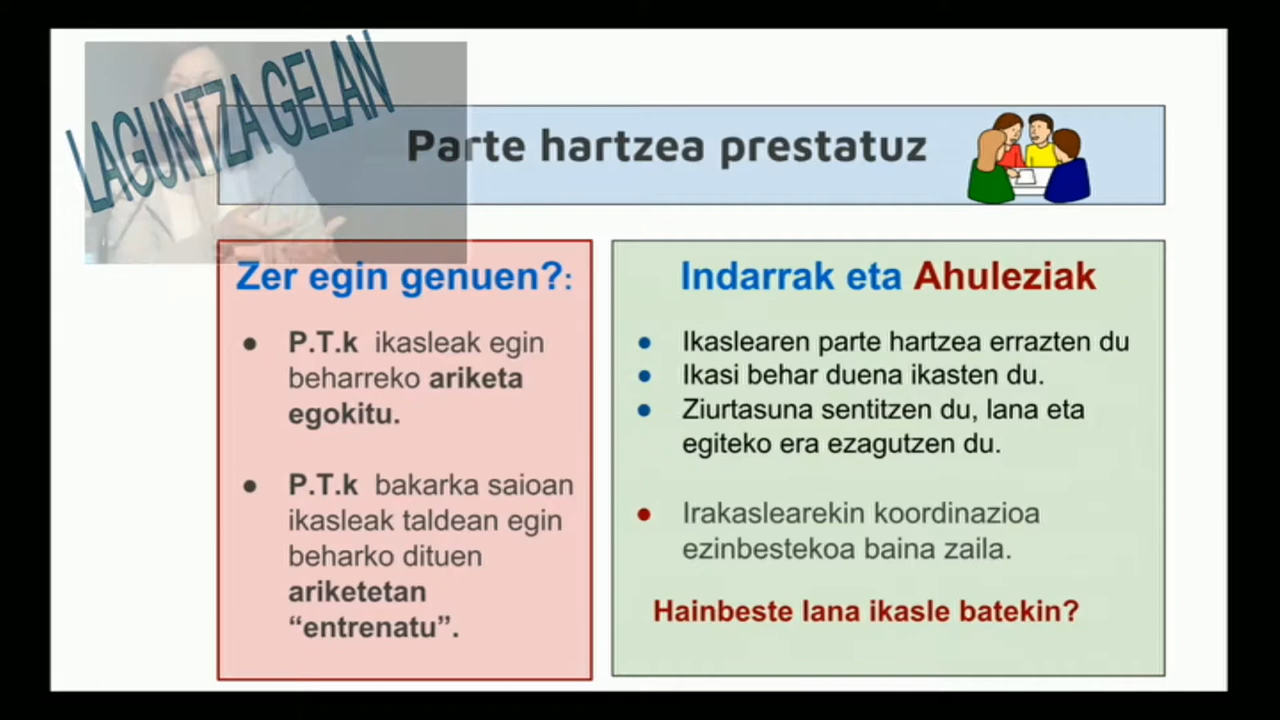 LAGUNTZA GELAN
Parte hartzea prestatuz
Zer egin genuen?:
● P.T.k ikasleak egin
beharreko ariketa
egokitu.
● P.T.k bakarka saioan
ikasleak taldean egin
beharko dituen
ariketetan
“entrenatu”.
Indarrak eta Ahuleziak
● Ikaslearen parte hartzea errazten du
● Ikasi behar duena ikasten du.
● Ziurtasuna sentitzen du, lana eta
egiteko era ezagutzen du.
● Irakaslearekin koordinazioa
ezinbestekoa baina zaila.
Hainbeste lana ikasle batekin?